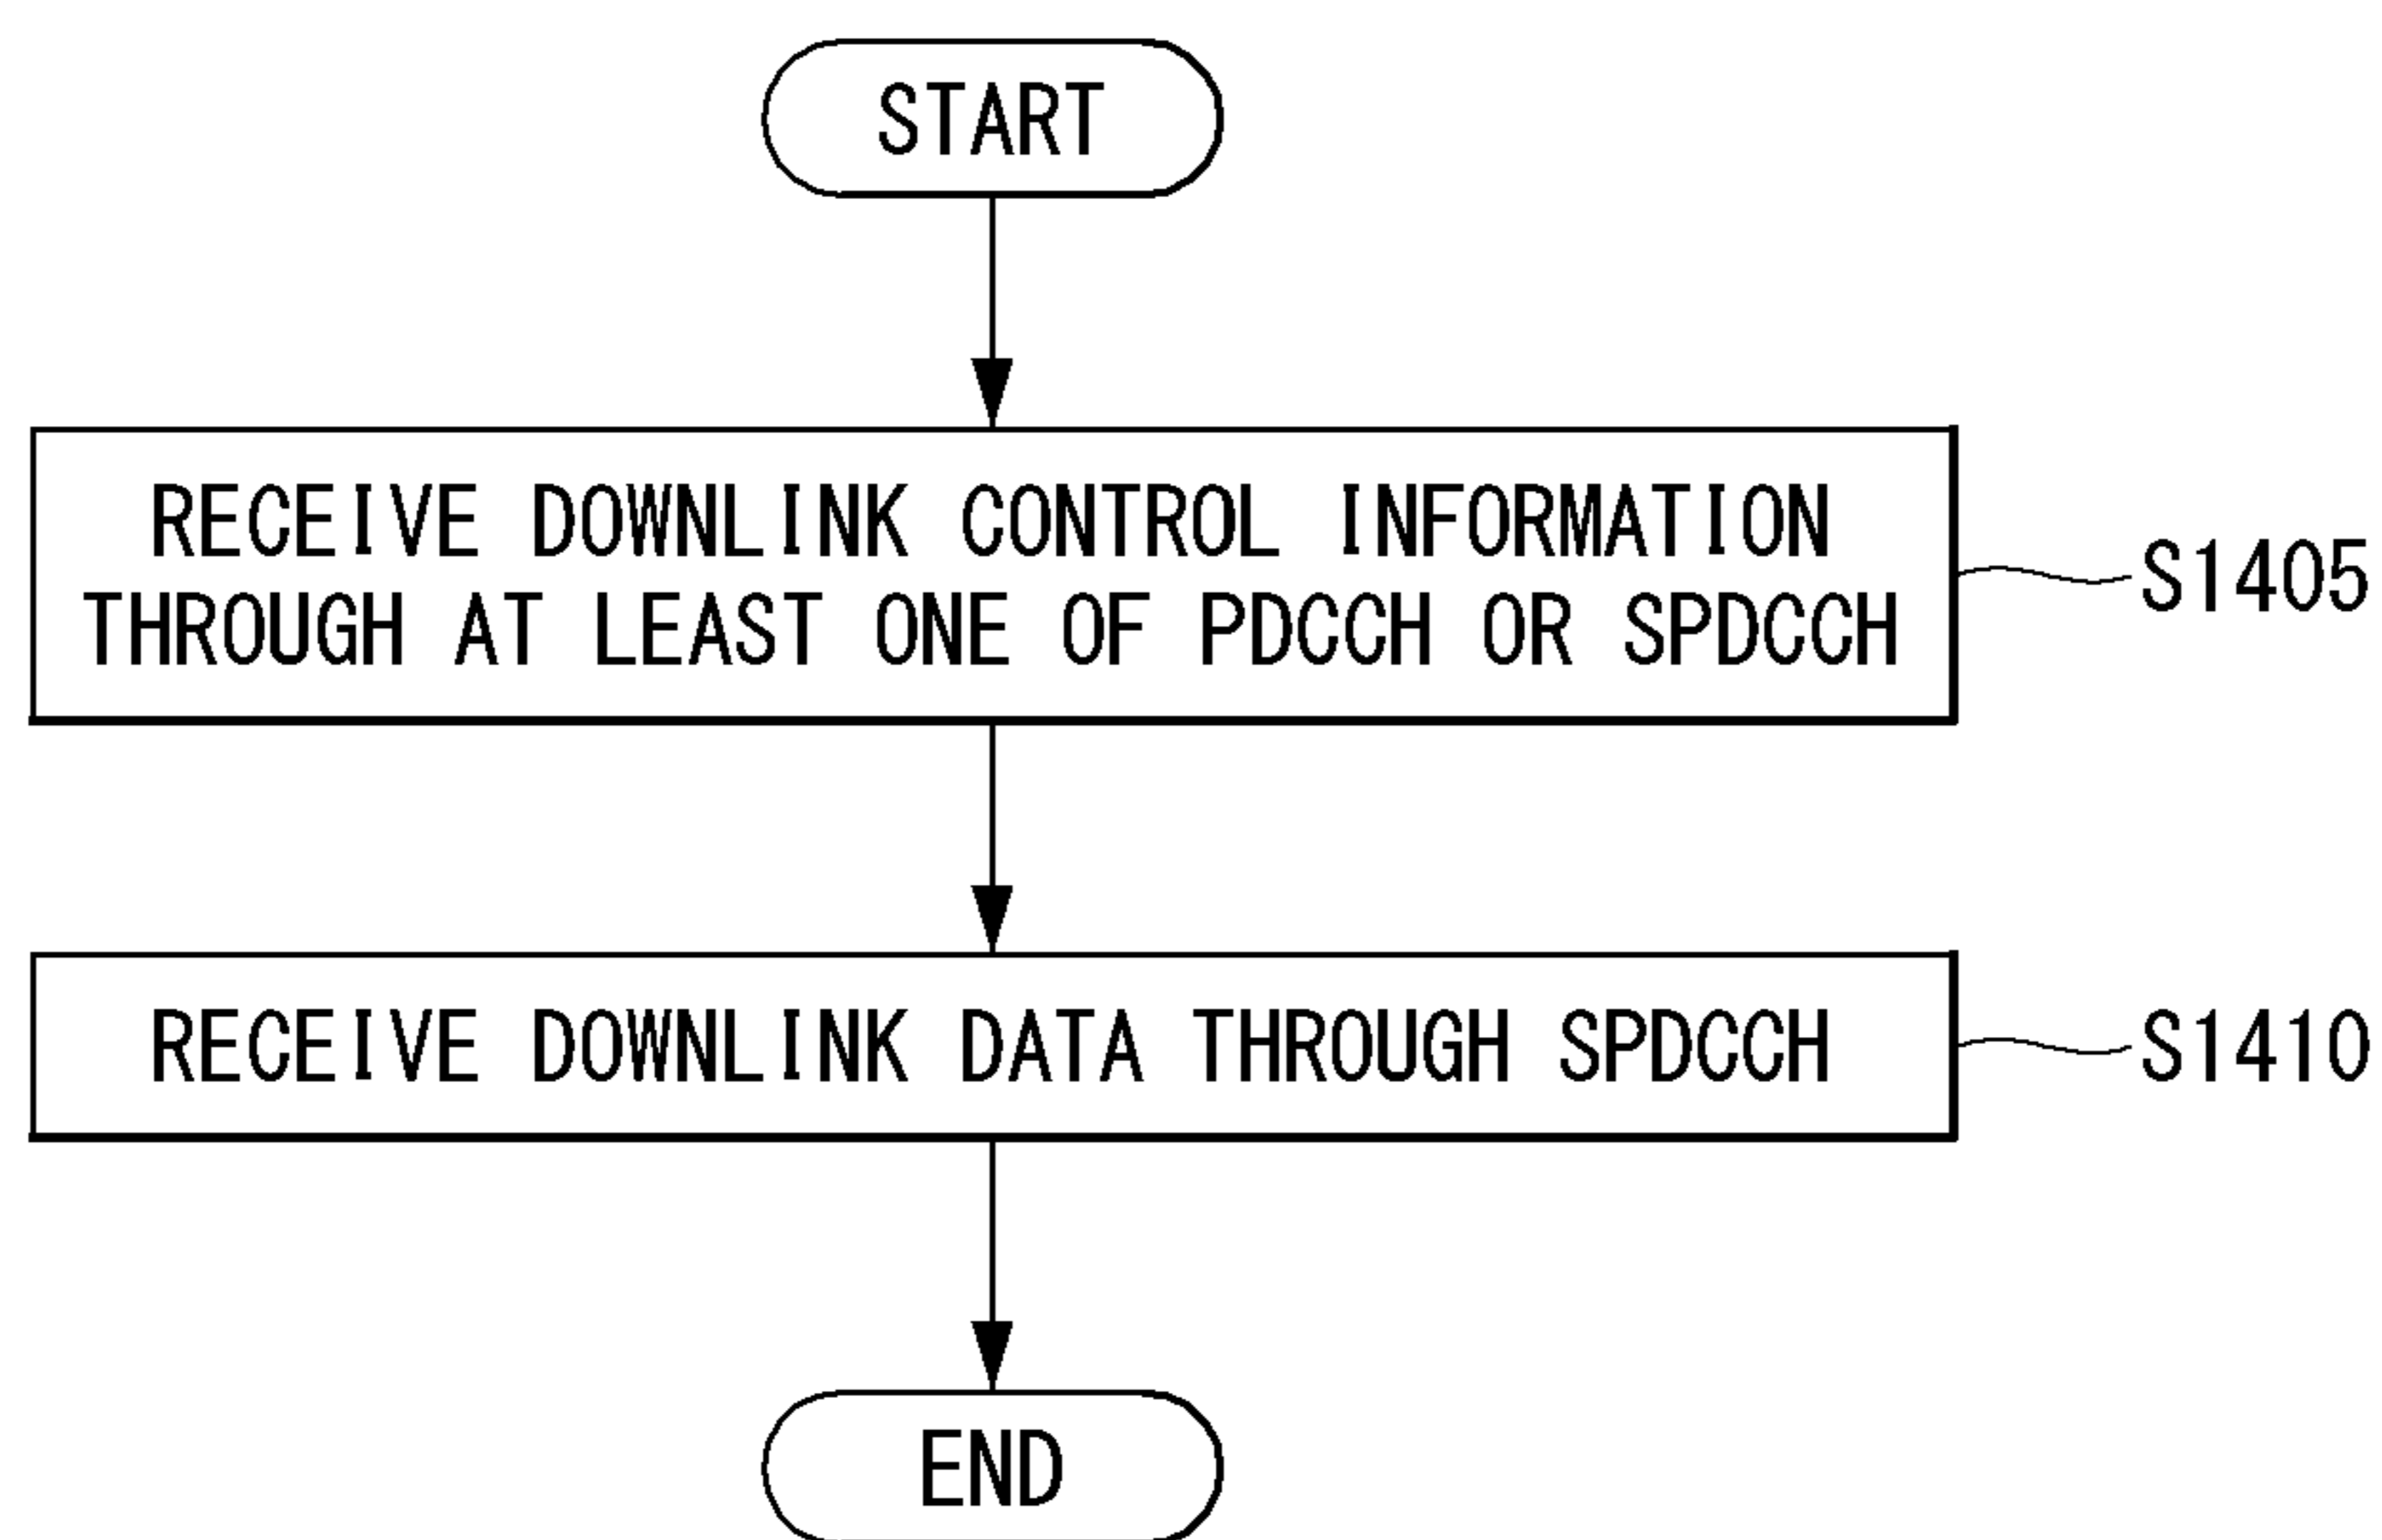 START
RECEIVE DOWNLINK CONTROL INFORMATION
THROUGH AT LEAST ONE OF PDCCH OR SPDCCH
S1405
RECEIVE DOWNLINK DATA THROUGH SPDCCH
S1410
END